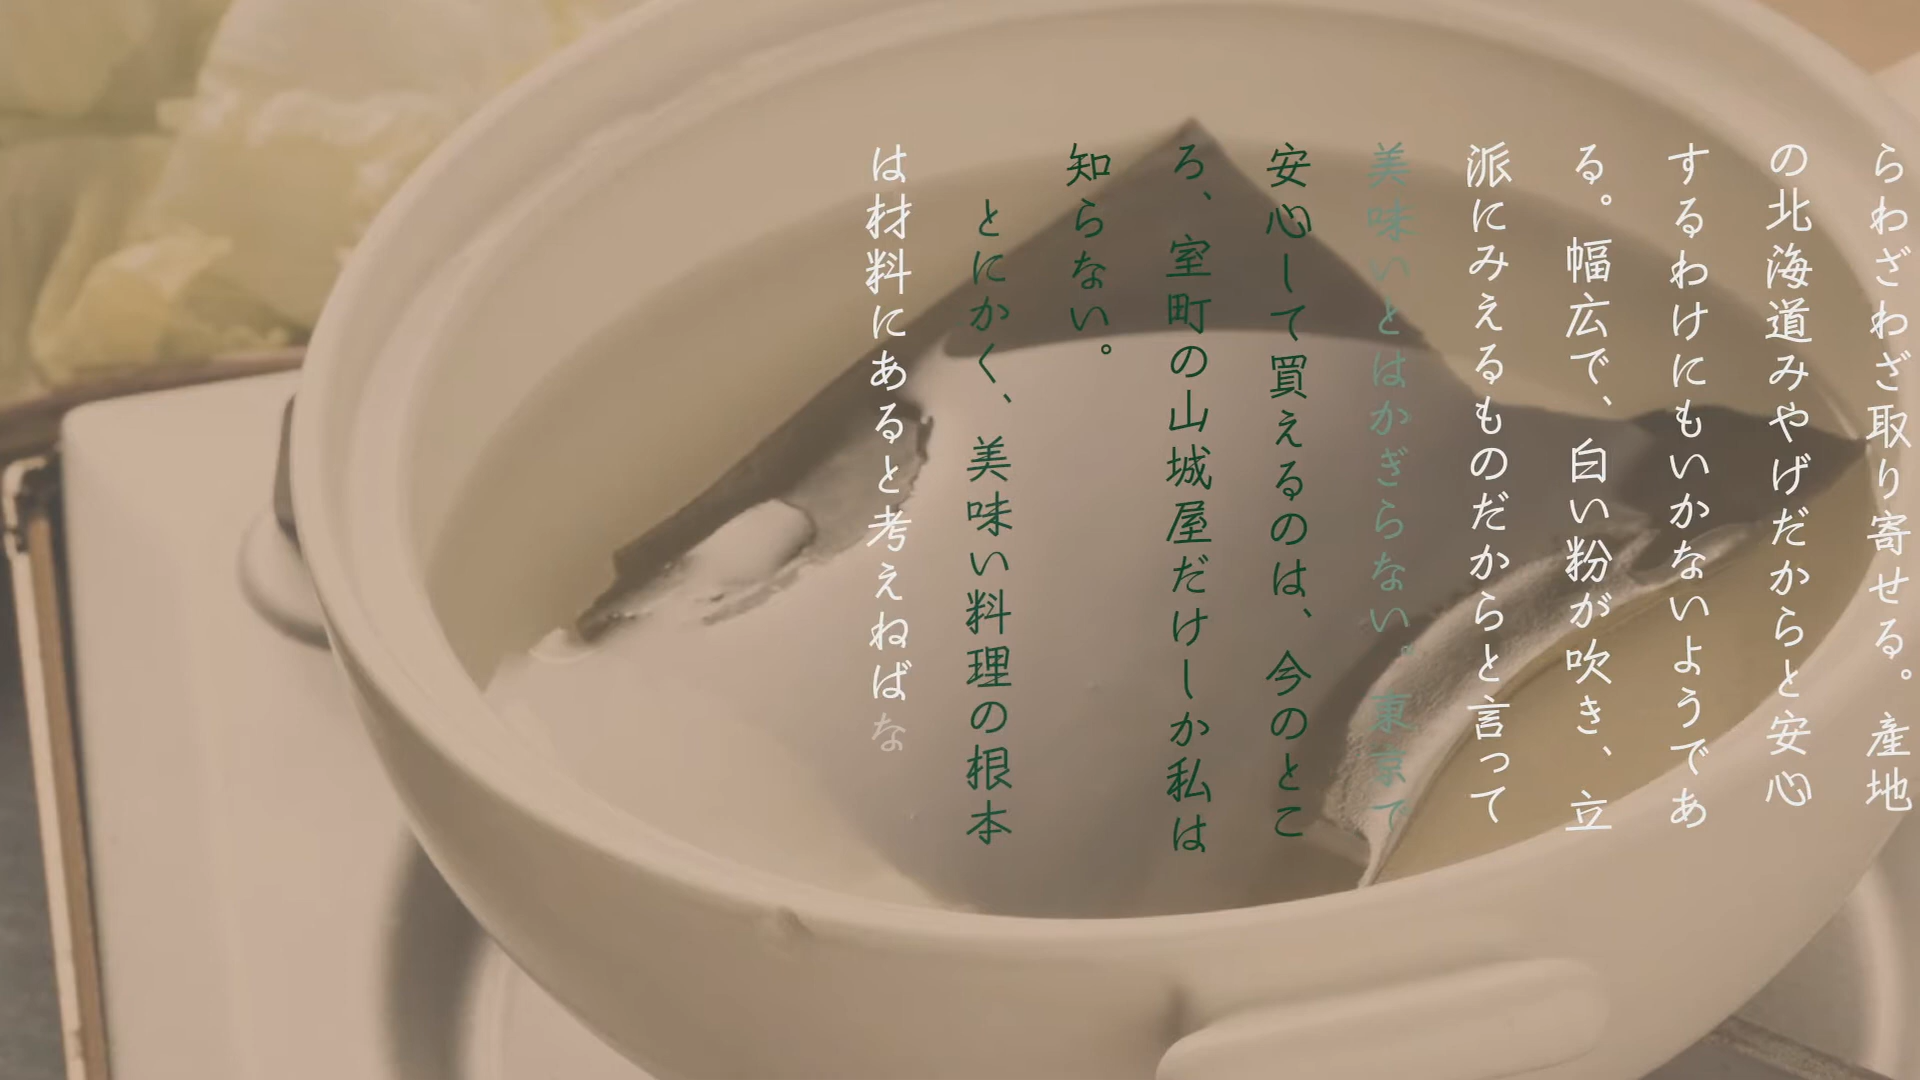 らわざわざ取り寄せる。産地
の北海道みやげだからと安心
するわけにもいかないようであ
る。幅広で、白い粉が吹き、立
派にみえるものだからと言って
美味いとはかぎらない。東京で
安心して買えるのは、今のとこ
ろ、室町の山城屋だけしか私は
知らない。
とにかく、美味い料理の根本
は材料にあると考えねばな